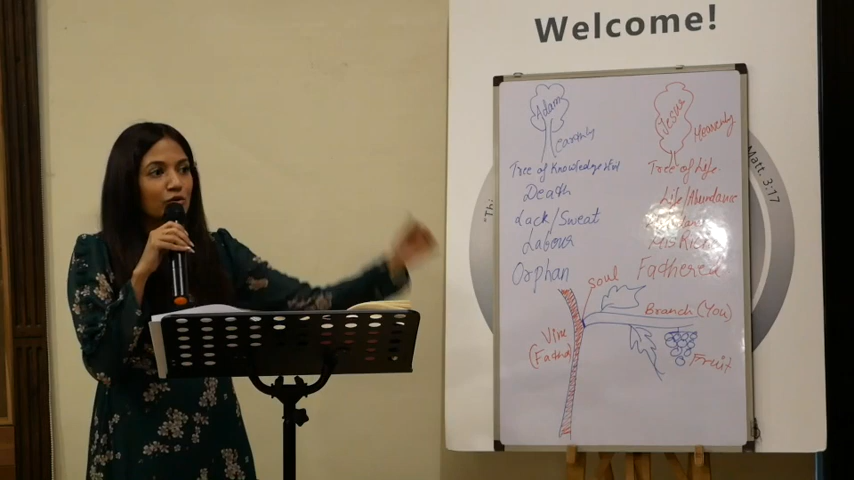 Welcome!
Adam
Earthly
Tree of Knowledge
Death
Lack/Sweat
Labour
Orphan
Jesus
Heavenly
Tree of Life
Life/Abundance
Fathered
Soul
Branch (You)
Vine
(Father)
Fruit
"Thi
Matt. 3:17